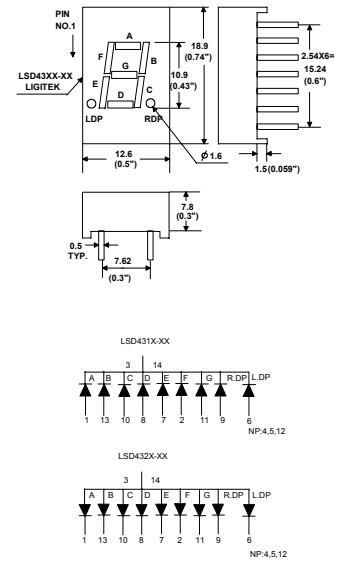 PIN
NO.1
A
F
B
G
E
C
D
LDP
RDP
LSD43XX-XX
LIGITEK
18.9
(0.74")
10.9
(0.43")
12.6
(0.5")
Ø1.6
2.54X6=
15.24
(0.6")
1.5(0.059")
7.8
(0.3")
0.5
TYP.
7.62
(0.3")
LSD431X-XX
3 14
A B C D E F G R.DP L.DP
1 13 10 8 7 2 11 9 6
NP:4,5,12
LSD432X-XX
3 14
A B C D E F G R.DP L.DP
1 13 10 8 7 2 11 9 6
NP:4,5,12